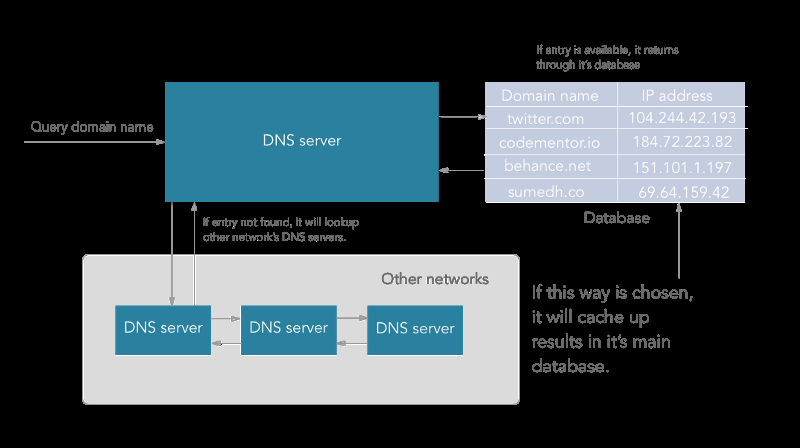 If entry is available, it returns
through it's database
Domain name IP address
twitter.com 104.244.42.193
codementor.io 184.72.223.82
behance.net 151.101.1.197
sumedh.co 69.64.159.42
Database
Query domain name
DNS server
If entry not found, it will lookup
other network's DNS servers.
Other networks
DNS server DNS server DNS server
If this way is chosen,
it will cache up
results in it's main
database.